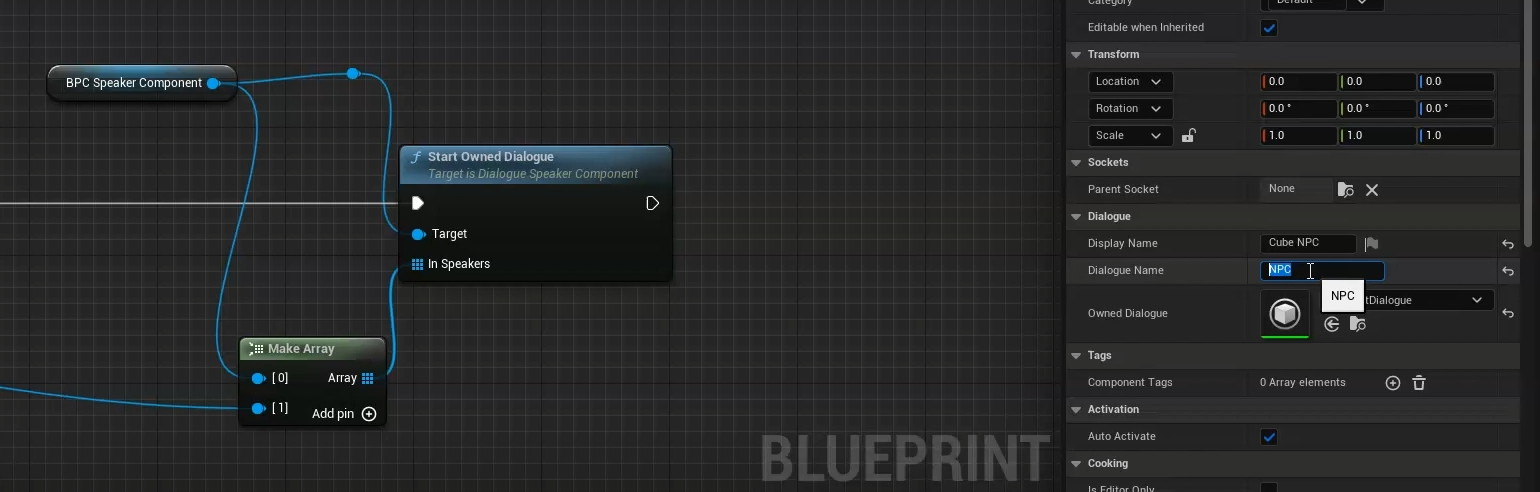 BPC Speaker Component
Start Owned Dialogue
Target is Dialogue Speaker Component
Target
In Speakers
Make Array
[0] Array
[1]
Add pin
BLUEPRINT
Category Default
Editable when Inherited
Transform
Location 0.0 0.0 0.0
Rotation 0.0 ° 0.0 ° 0.0 °
Scale 1.0 1.0 1.0
Sockets
Parent Socket None
Dialogue
Display Name Cube NPC
Dialogue Name NPC
NPC
Owned Dialogue
Tags
Component Tags 0 Array elements
Activation
Auto Activate
Cooking
Is Editor Only